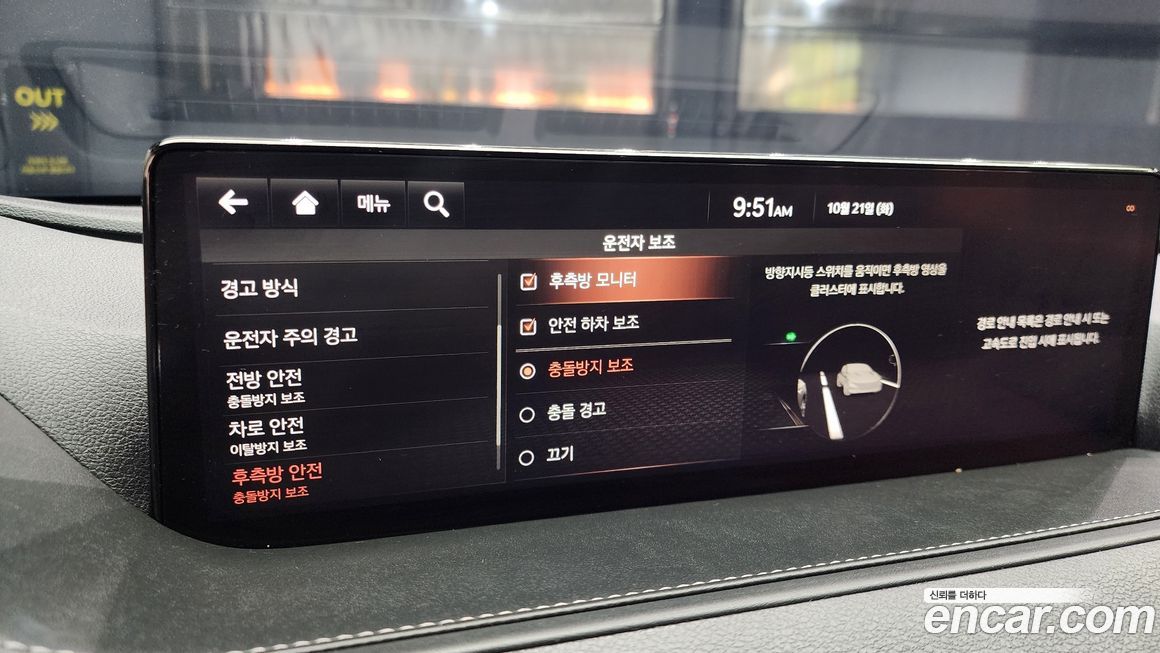 OUT
메뉴
9:51AM
10월 21일 (화)
운전자 보조
경고 방식
운전자 주의 경고
전방 안전
충돌방지 보조
차로 안전
이탈방지 보조
후측방 안전
충돌방지 보조
후측방 모니터
안전 하차 보조
충돌방지 보조
충돌 경고
끄기
방향지시등 스위치를 움직이면 후측방 영상을
클러스터에 표시합니다.
경로 안내 목록은 경로 안내 시 또는
고속도로 진입 시에 표시됩니다.
신뢰를 더하다
encar.com